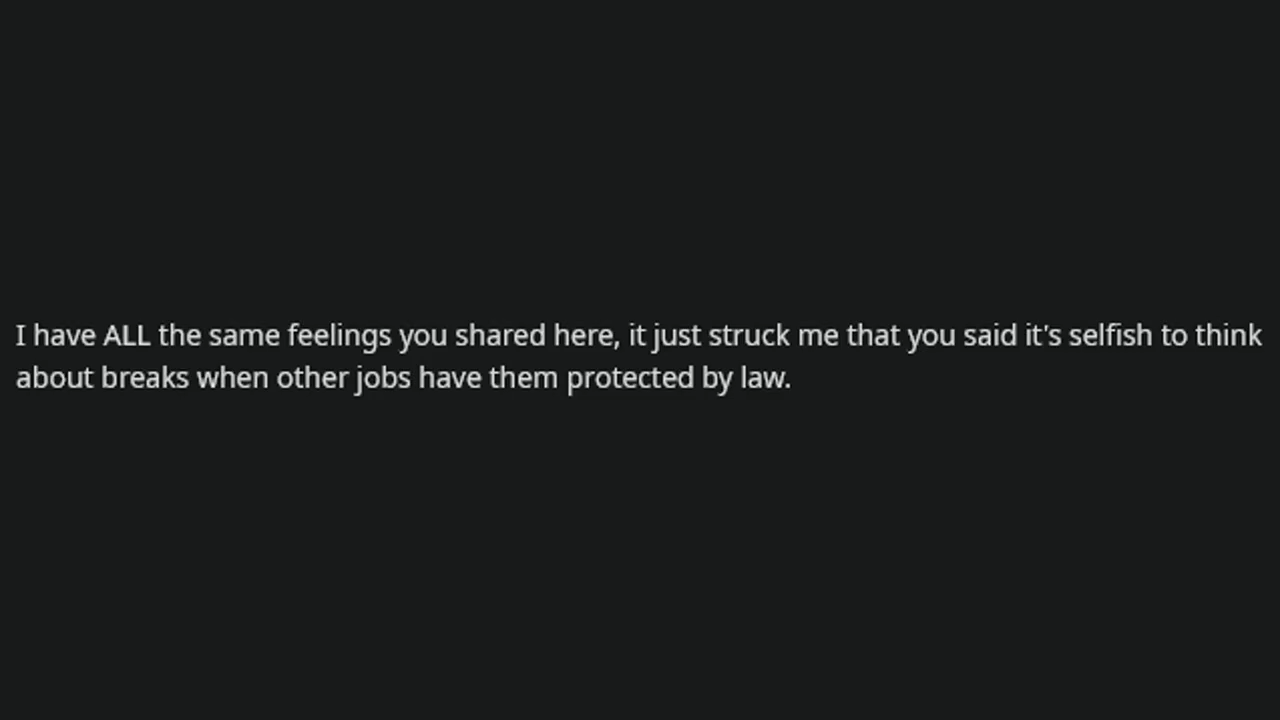 I have ALL the same feelings you shared here, it just struck me that you said it's selfish to think
about breaks when other jobs have them protected by law.